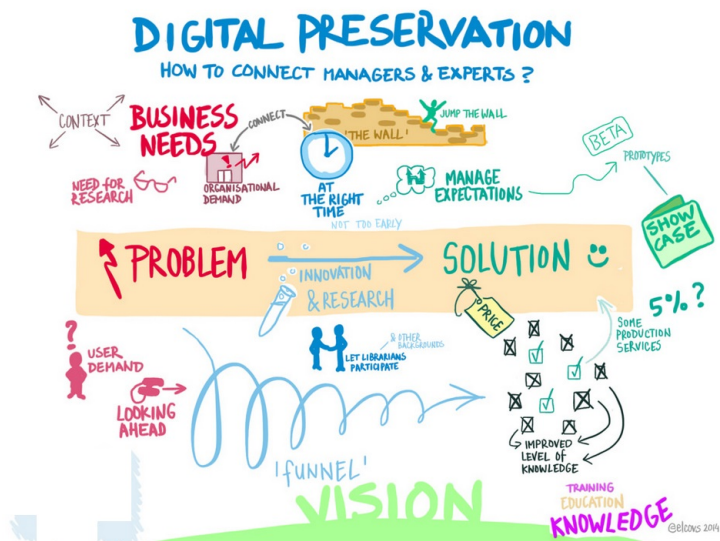 DIGITAL PRESERVATION
HOW TO CONNECT MANAGERS & EXPERTS?
CONTEXT
BUSINESS
NEEDS
CONNECT
'THE WALL'
JUMP THE WALL
NEED FOR
RESEARCH
ORGANISATIONAL
DEMAND
AT
THE RIGHT
TIME
NOT TOO EARLY
MANAGE
EXPECTATIONS
BETA
PROTOTYPES
SHOW
CASE
PROBLEM
INNOVATION
& RESEARCH
SOLUTION
PRICE
5%?
SOME
PRODUCTION
SERVICES
?
USER
DEMAND
LOOKING
AHEAD
& OTHER
BACKGROUNDS
LET LIBRARIANS
PARTICIPATE
'FUNNEL'
IMPROVED
LEVEL OF
KNOWLEDGE
VISION
TRAINING
EDUCATION
KNOWLEDGE
@elcows 2014